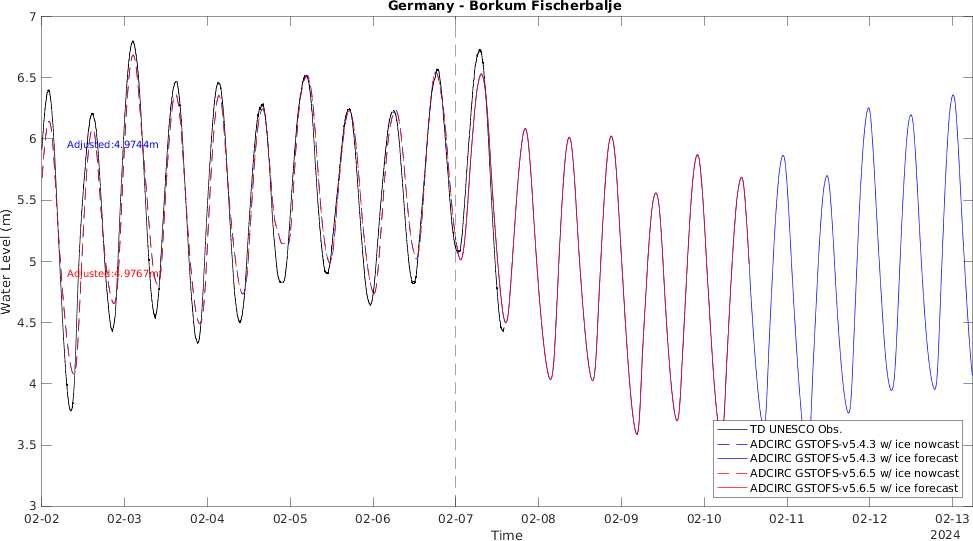 Germany - Borkum Fischerbalje
7
6.5
6
5.5
5
4.5
4
3.5
3
Water Level (m)
Adjusted:4.9744m
Adjusted:4.9767m
TD UNESCO Obs.
ADCIRC GSTOFS-v5.4.3 w/ ice nowcast
ADCIRC GSTOFS-v5.4.3 w/ ice forecast
ADCIRC GSTOFS-v5.6.5 w/ ice nowcast
ADCIRC GSTOFS-v5.6.5 w/ ice forecast
02-02 02-03 02-04 02-05 02-06 02-07 02-08 02-09 02-10 02-11 02-12 02-13
Time
2024